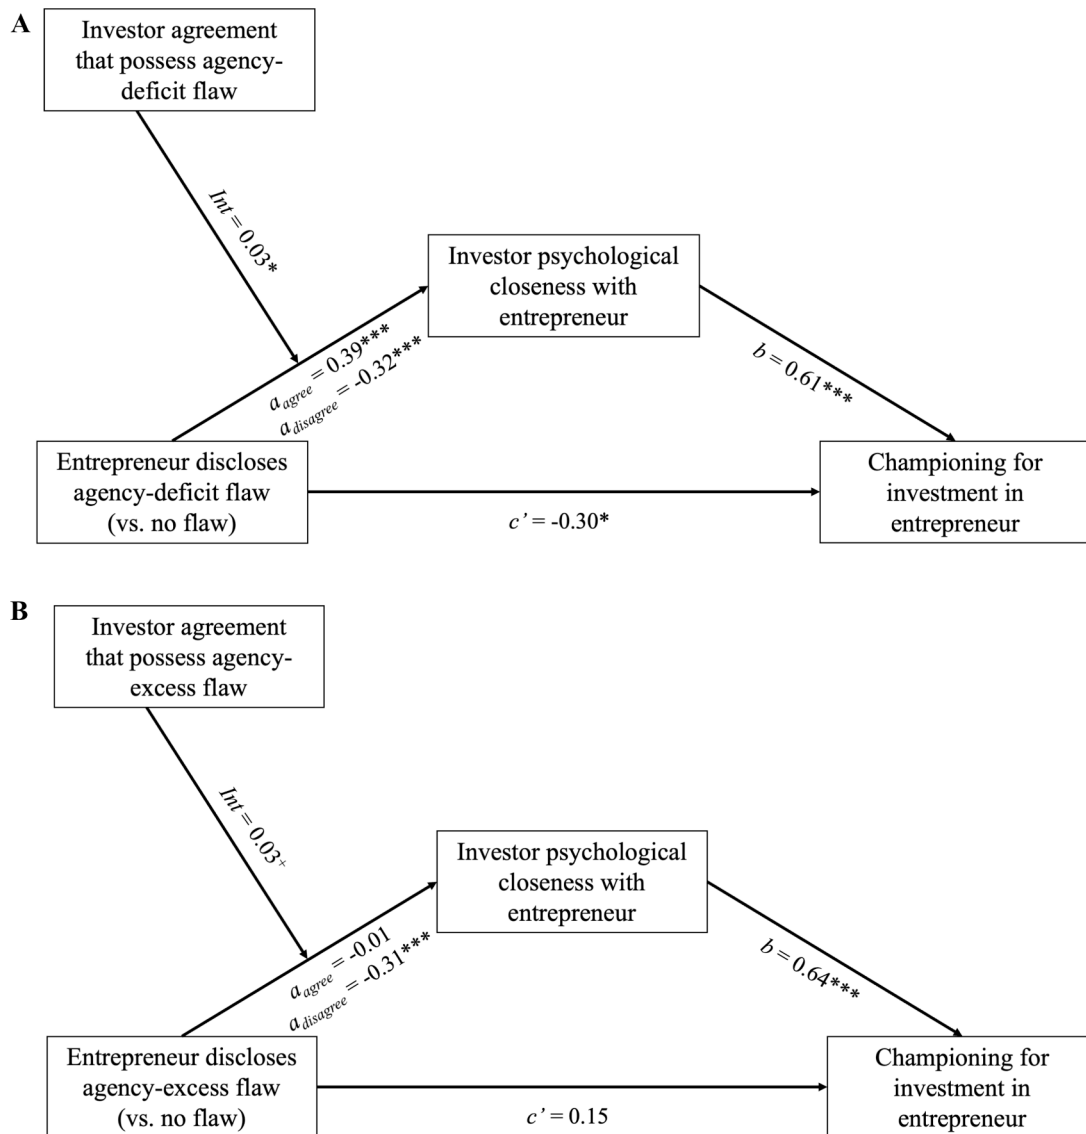 A
Investor agreement
that possess agency-
deficit flaw
Int = 0.03*
Investor psychological
closeness with
entrepreneur
a agree = 0.39***
a disagree = -0.32***
b = 0.61***
Entrepreneur discloses
agency-deficit flaw
(vs. no flaw)
c' = -0.30*
Championing for
investment in
entrepreneur
B
Investor agreement
that possess agency-
excess flaw
Int = 0.03+
Investor psychological
closeness with
entrepreneur
a agree = -0.01
a disagree = -0.31***
b = 0.64***
Entrepreneur discloses
agency-excess flaw
(vs. no flaw)
c' = 0.15
Championing for
investment in
entrepreneur